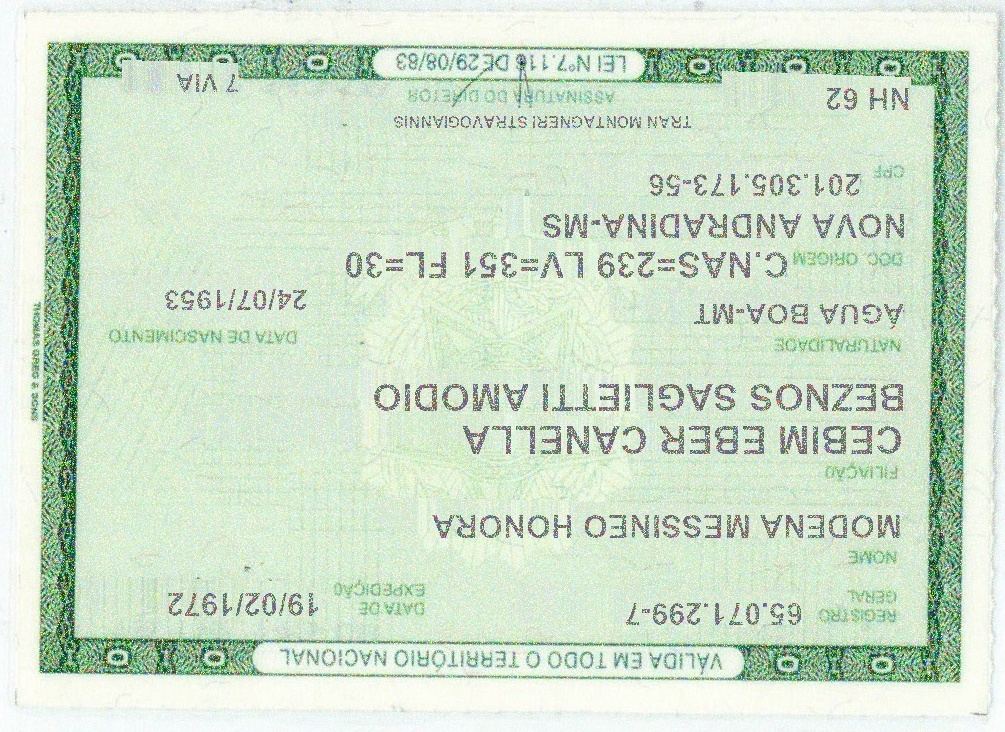 VÁLIDA EM TODO O TERRITÓRIO NACIONAL
REGISTRO GERAL 65.071.299-7 DATA DE EXPEDIÇÃO 19/02/1972
NOME
MODENA MESSINEO HONORA
FILIAÇÃO
CEBIM EBER CANELLA
BEZNOS SAGLIETTI AMODIO
NATURALIDADE DATA DE NASCIMENTO
ÁGUA BOA-MT 24/07/1953
DOC. ORIGEM C.NAS=239 LV=351 FL=30
NOVA ANDRADINA-MS
CPF 201.305.173-56
TRAN MONTAGNERI STRAVOGIANNIS
NH 62 ASSINATURA DO DIRETOR 7 VIA
LEI Nº7.116 DE 29/08/83
THOMAS GREG & SONS